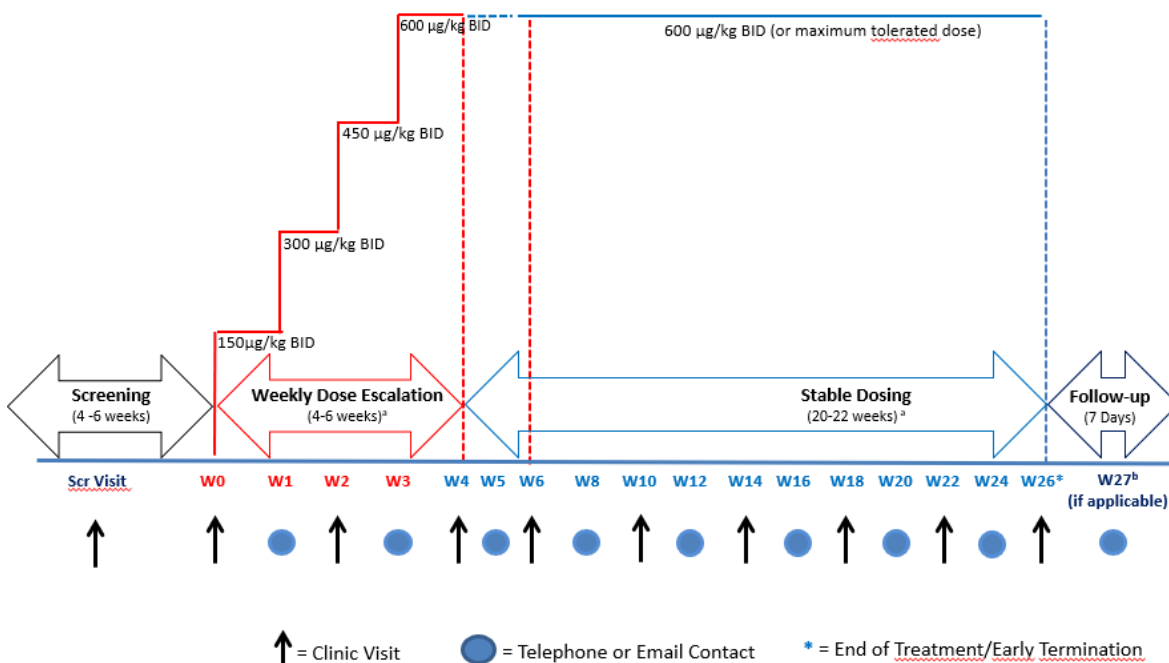 600 µg/kg BID
600 µg/kg BID (or maximum tolerated dose)
450 µg/kg BID
300 µg/kg BID
150µg/kg BID
Screening
(4 -6 weeks)
Weekly Dose Escalation
(4-6 weeks)ᵃ
Stable Dosing
(20-22 weeks) ᵃ
Follow-up
(7 Days)
Scr Visit W0 W1 W2 W3 W4 W5 W6 W8 W10 W12 W14 W16 W18 W20 W22 W24 W26* W27ᵇ
(if applicable)
= Clinic Visit = Telephone or Email Contact * = End of Treatment/Early Termination